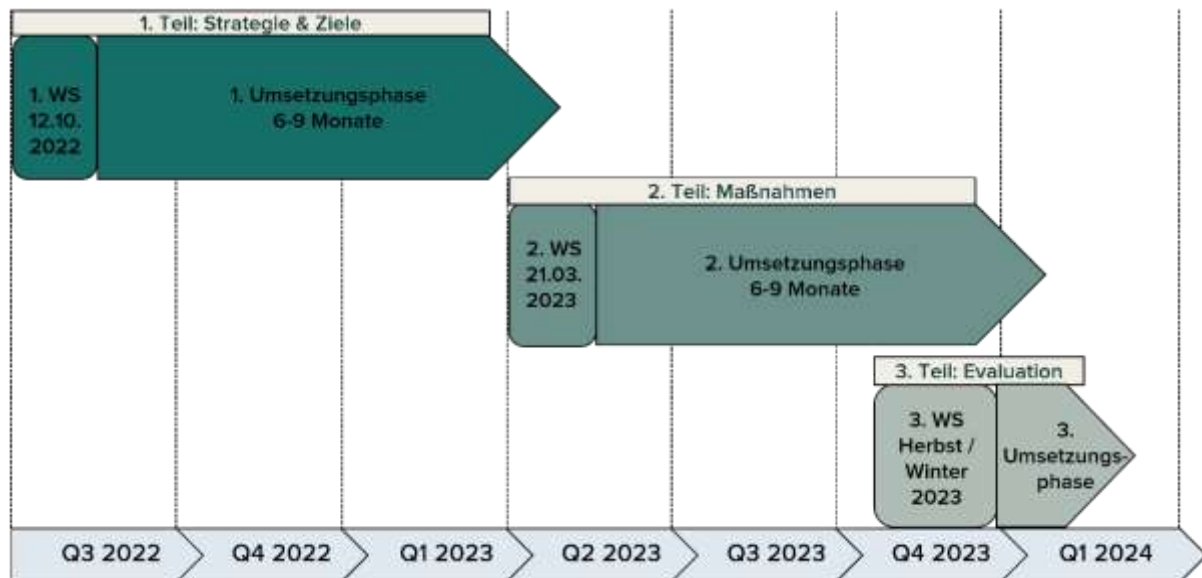 1. Teil: Strategie & Ziele
1. WS
12.10.
2022
1. Umsetzungsphase
6-9 Monate
2. Teil: Maßnahmen
2. WS
21.03.
2023
2. Umsetzungsphase
6-9 Monate
3. Teil: Evaluation
3. WS
Herbst /
Winter
2023
3.
Umsetzungs-
phase
Q3 2022
Q4 2022
Q1 2023
Q2 2023
Q3 2023
Q4 2023
Q1 2024